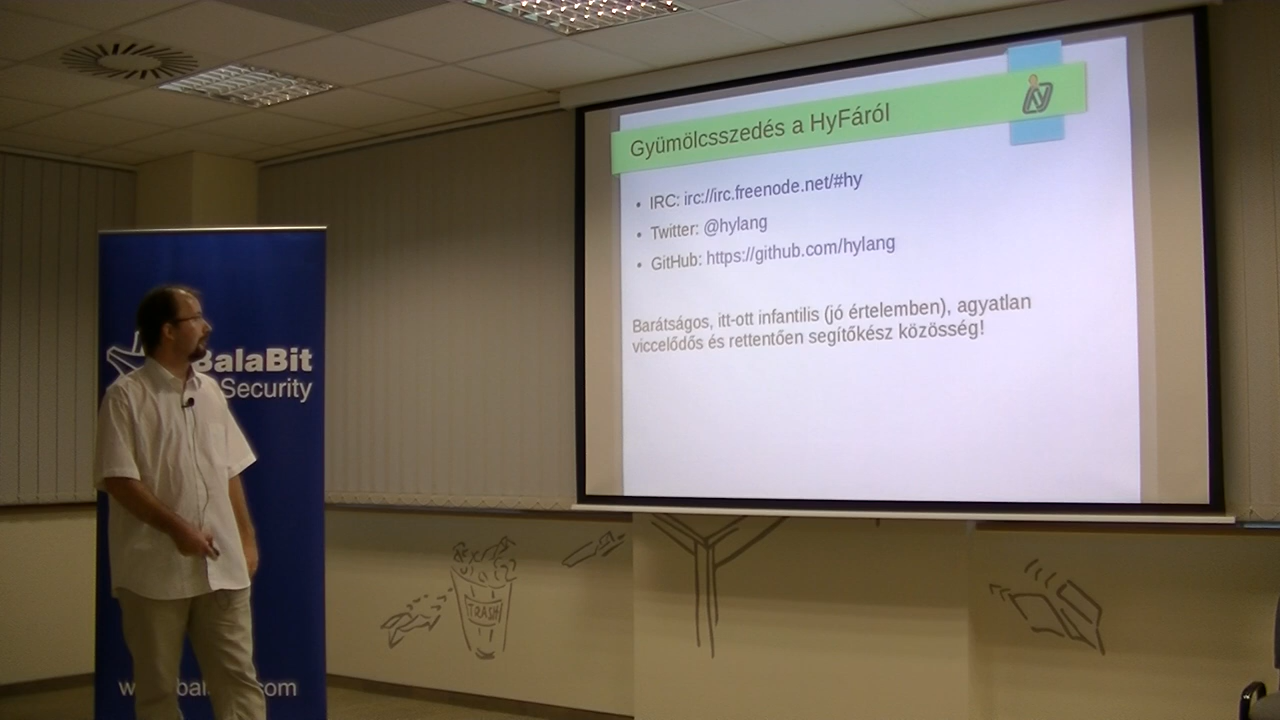 Gyümölcsszedés a HyFáról
hy
• IRC: irc://irc.freenode.net/#hy
• Twitter: @hylang
• GitHub: https://github.com/hylang
Barátságos, itt-ott infantilis (jó értelemben), agyatlan
viccelődős és rettentően segítőkész közösség!
BalaBit
Security
TRASH